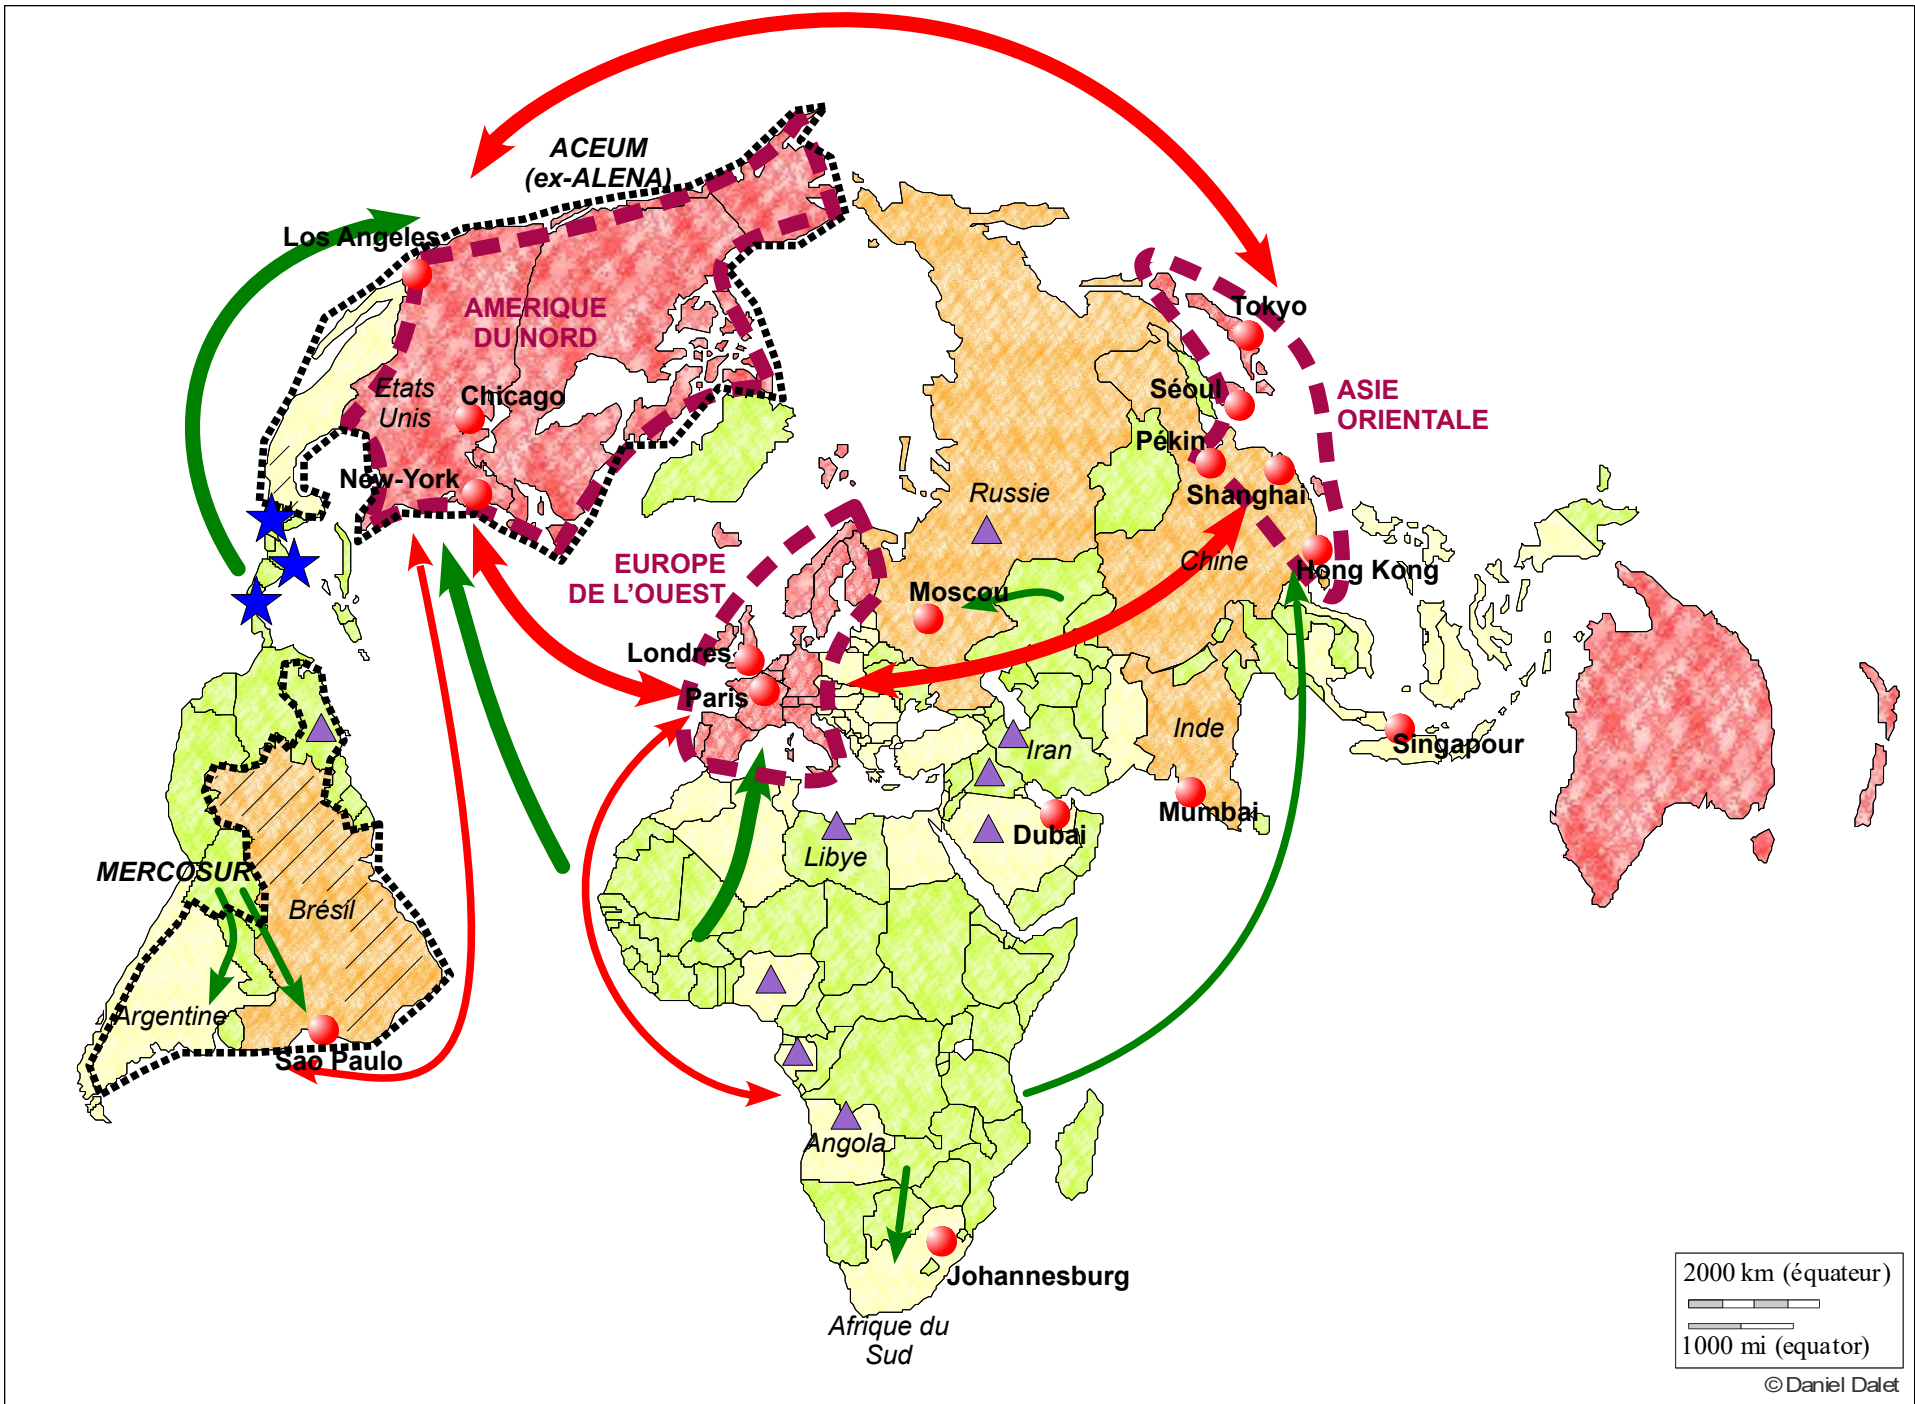 ACEUM
(ex-ALENA)
Los Angeles
AMERIQUE
DU NORD
Tokyo
Etats
Unis
Chicago
Séoul
ASIE
ORIENTALE
Pékin
New-York
Russie
Shanghai
EUROPE
DE L'OUEST
Chine
Hong Kong
Moscou
Londres
Paris
Inde
Iran
Singapour
Mumbai
Dubai
Libye
MERCOSUR
Brésil
Argentine
Sao Paulo
Angola
Johannesburg
Afrique du
Sud
2000 km (équateur)
1000 mi (equator)
© Daniel Dalet